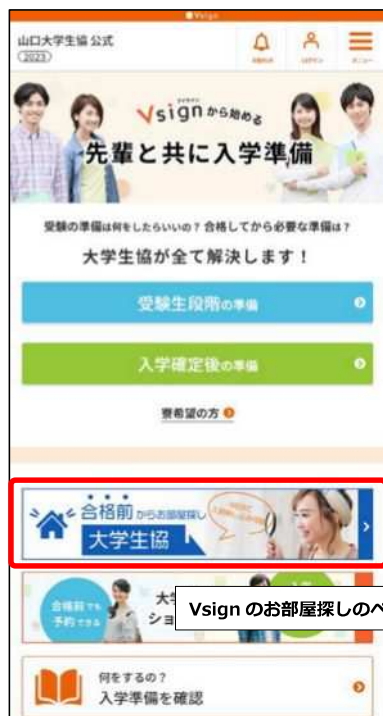 Vsign
山口大学生協 公式
2023
Vsign から始める
先輩と共に入学準備
受験の準備は何をしたらいいの？合格してから必要な準備は？
大学生協が全て解決します！
受験生段階の準備
入学確定後の準備
寮希望の方
合格前からお部屋探し
大学生協
合格前でも
予約できる
大
ショ
Vsign のお部屋探しのペ
何をするの？
入学準備を確認